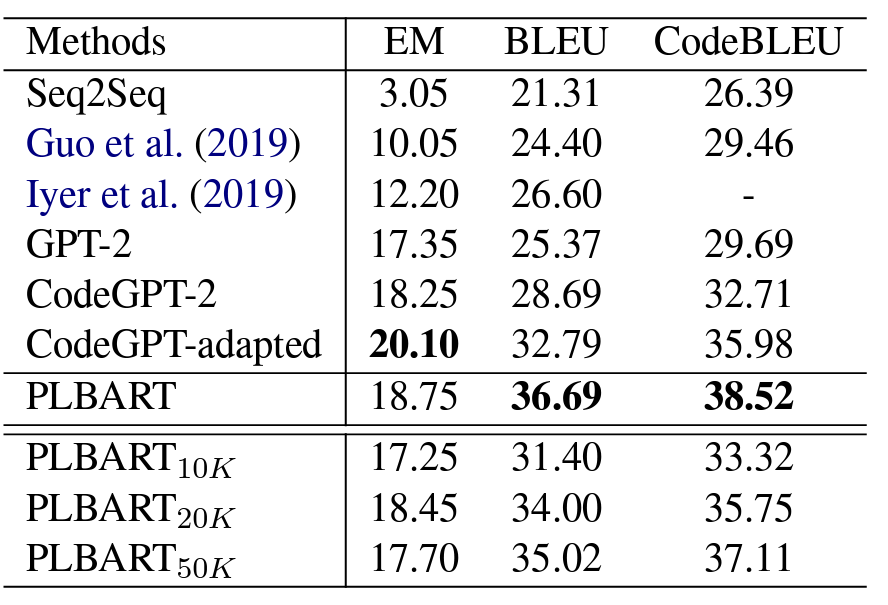 Methods EM BLEU CodeBLEU
Seq2Seq 3.05 21.31 26.39
Guo et al. (2019) 10.05 24.40 29.46
Iyer et al. (2019) 12.20 26.60 -
GPT-2 17.35 25.37 29.69
CodeGPT-2 18.25 28.69 32.71
CodeGPT-adapted 20.10 32.79 35.98
PLBART 18.75 36.69 38.52
PLBART10K 17.25 31.40 33.32
PLBART20K 18.45 34.00 35.75
PLBART50K 17.70 35.02 37.11